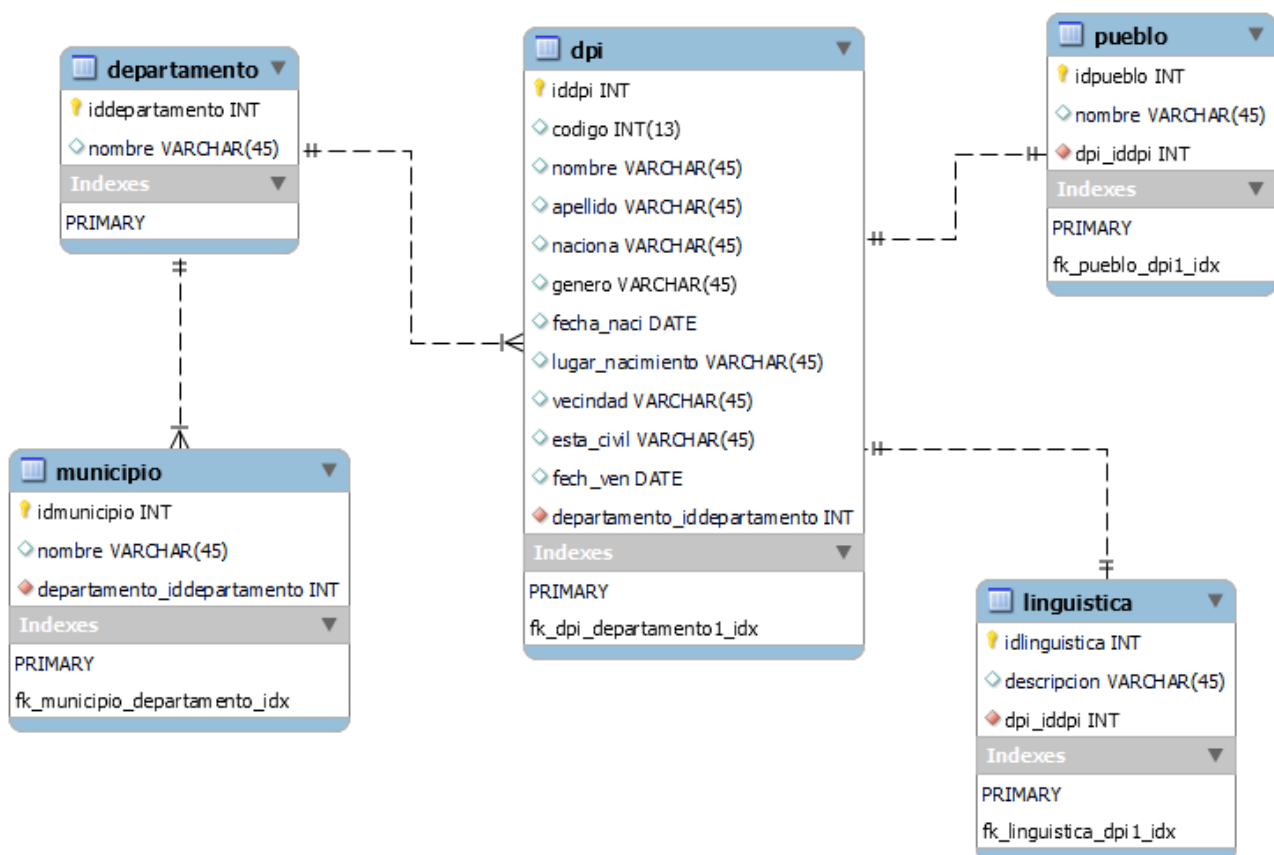 departamento
iddepartamento INT
nombre VARCHAR(45)
Indexes
PRIMARY
municipio
idmunicipio INT
nombre VARCHAR(45)
departamento_iddepartamento INT
Indexes
PRIMARY
fk_municipio_departamento_idx
dpi
iddpi INT
codigo INT(13)
nombre VARCHAR(45)
apellido VARCHAR(45)
naciona VARCHAR(45)
genero VARCHAR(45)
fecha_naci DATE
lugar_nacimiento VARCHAR(45)
vecindad VARCHAR(45)
esta_civil VARCHAR(45)
fech_ven DATE
departamento_iddepartamento INT
Indexes
PRIMARY
fk_dpi_departamento1_idx
pueblo
idpueblo INT
nombre VARCHAR(45)
dpi_iddpi INT
Indexes
PRIMARY
fk_pueblo_dpi1_idx
linguistica
idlinguistica INT
descripcion VARCHAR(45)
dpi_iddpi INT
Indexes
PRIMARY
fk_linguistica_dpi1_idx